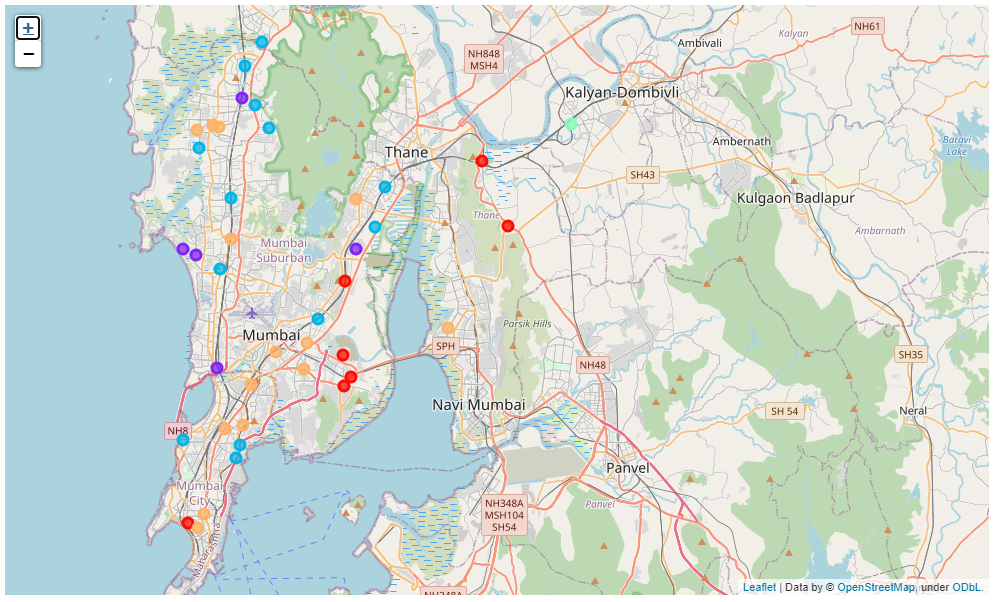 +
−
NH61
Kalyan
Ambivali
NH848
MSH4
Kalyan-Dombivli
Thane
Ambernath
Baravi
Lake
SH43
Kulgaon Badlapur
Thane
Ambarnath
Mumbai
Suburban
Parsik Hills
Mumbai
SPH
NH48
SH35
Navi Mumbai
SH 54
Neral
NH8
Panvel
Mumbai
City
NH348A
MSH104
SH54
Panvel
Maharashtra
NH348A
Leaflet | Data by © OpenStreetMap, under ODbL.